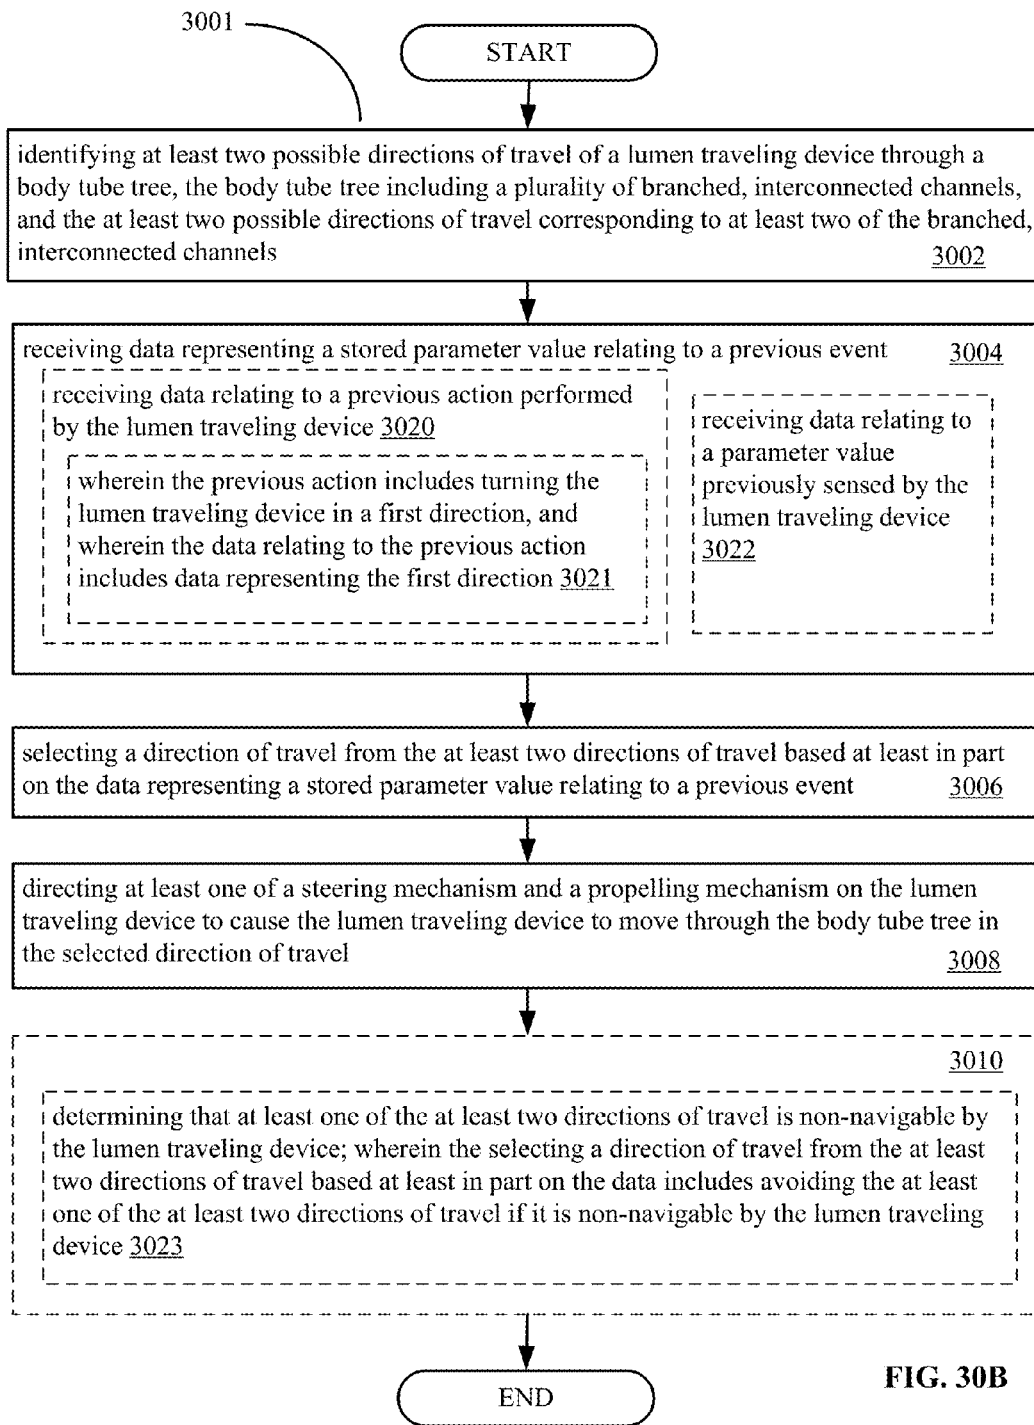 3001
START
identifying at least two possible directions of travel of a lumen traveling device through a
body tube tree, the body tube tree including a plurality of branched, interconnected channels,
and the at least two possible directions of travel corresponding to at least two of the branched,
interconnected channels 3002
receiving data representing a stored parameter value relating to a previous event 3004
receiving data relating to a previous action performed
by the lumen traveling device 3020
wherein the previous action includes turning the
lumen traveling device in a first direction, and
wherein the data relating to the previous action
includes data representing the first direction 3021
receiving data relating to
a parameter value
previously sensed by the
lumen traveling device
3022
selecting a direction of travel from the at least two directions of travel based at least in part
on the data representing a stored parameter value relating to a previous event 3006
directing at least one of a steering mechanism and a propelling mechanism on the lumen
traveling device to cause the lumen traveling device to move through the body tube tree in
the selected direction of travel 3008
3010
determining that at least one of the at least two directions of travel is non-navigable by
the lumen traveling device; wherein the selecting a direction of travel from the at least
two directions of travel based at least in part on the data includes avoiding the at least
one of the at least two directions of travel if it is non-navigable by the lumen traveling
device 3023
END
FIG. 30B